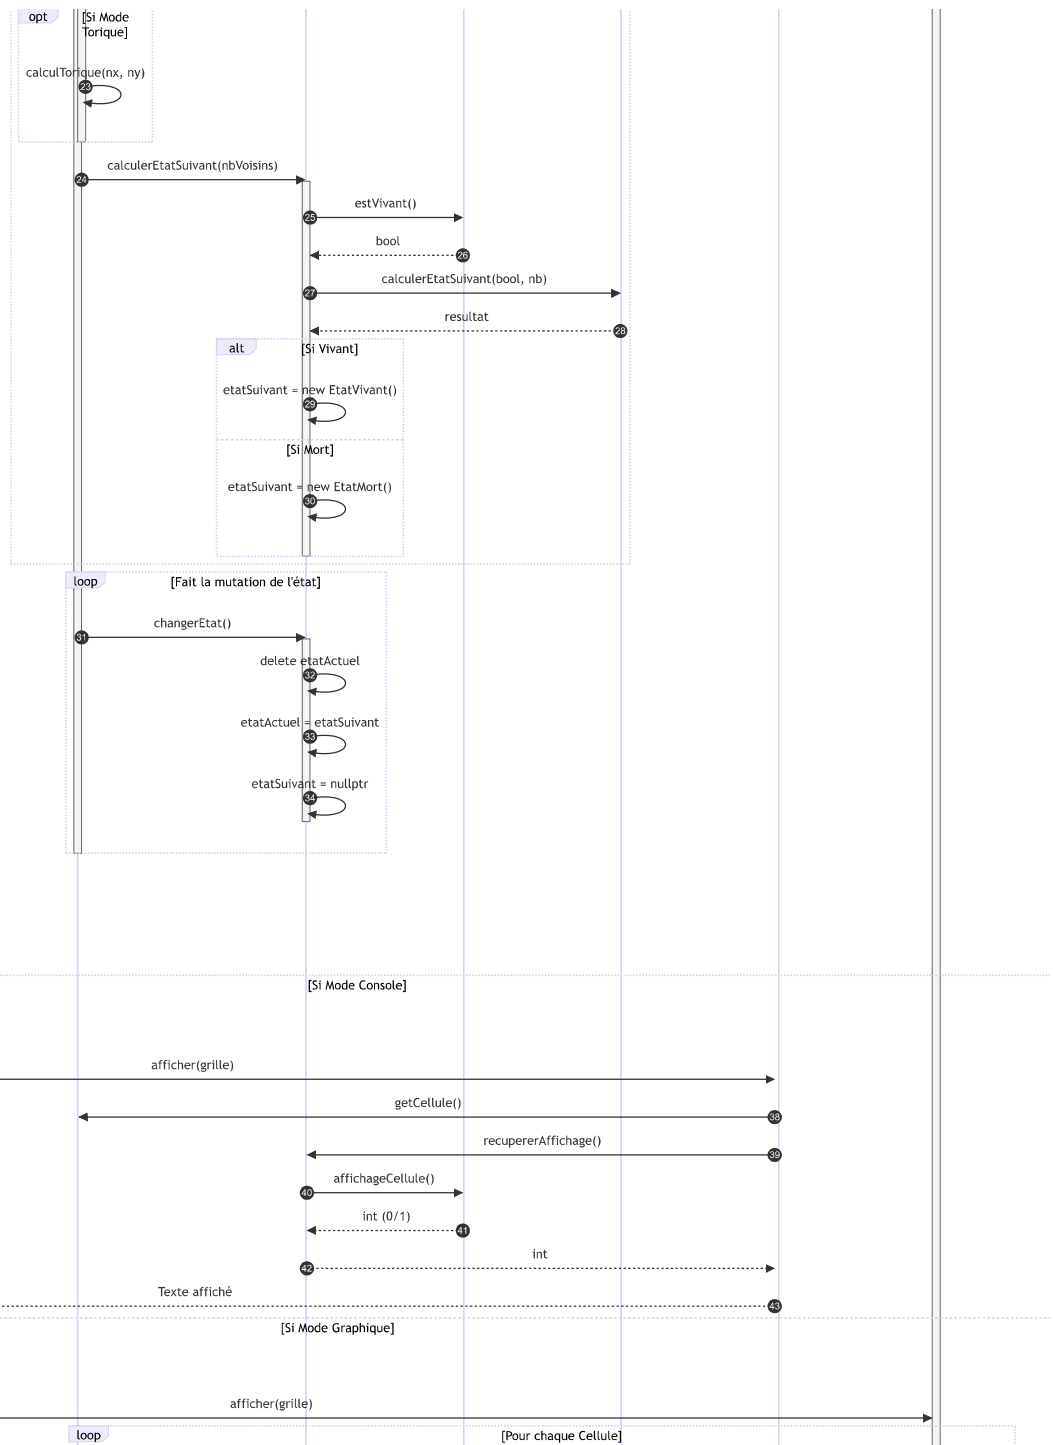 opt
[Si Mode
Torique]
calculTorique(nx, ny)
23
calculerEtatSuivant(nbVoisins)
24
estVivant()
25
bool
26
calculerEtatSuivant(bool, nb)
27
resultat
28
alt
[Si Vivant]
etatSuivant = new EtatVivant()
29
[Si Mort]
etatSuivant = new EtatMort()
30
loop
[Fait la mutation de l'état]
changerEtat()
31
delete etatActuel
32
etatActuel = etatSuivant
33
etatSuivant = nullptr
34
[Si Mode Console]
afficher(grille)
getCellule()
38
recupererAffichage()
39
affichageCellule()
40
int (0/1)
41
int
42
Texte affiché
43
[Si Mode Graphique]
afficher(grille)
loop
[Pour chaque Cellule]